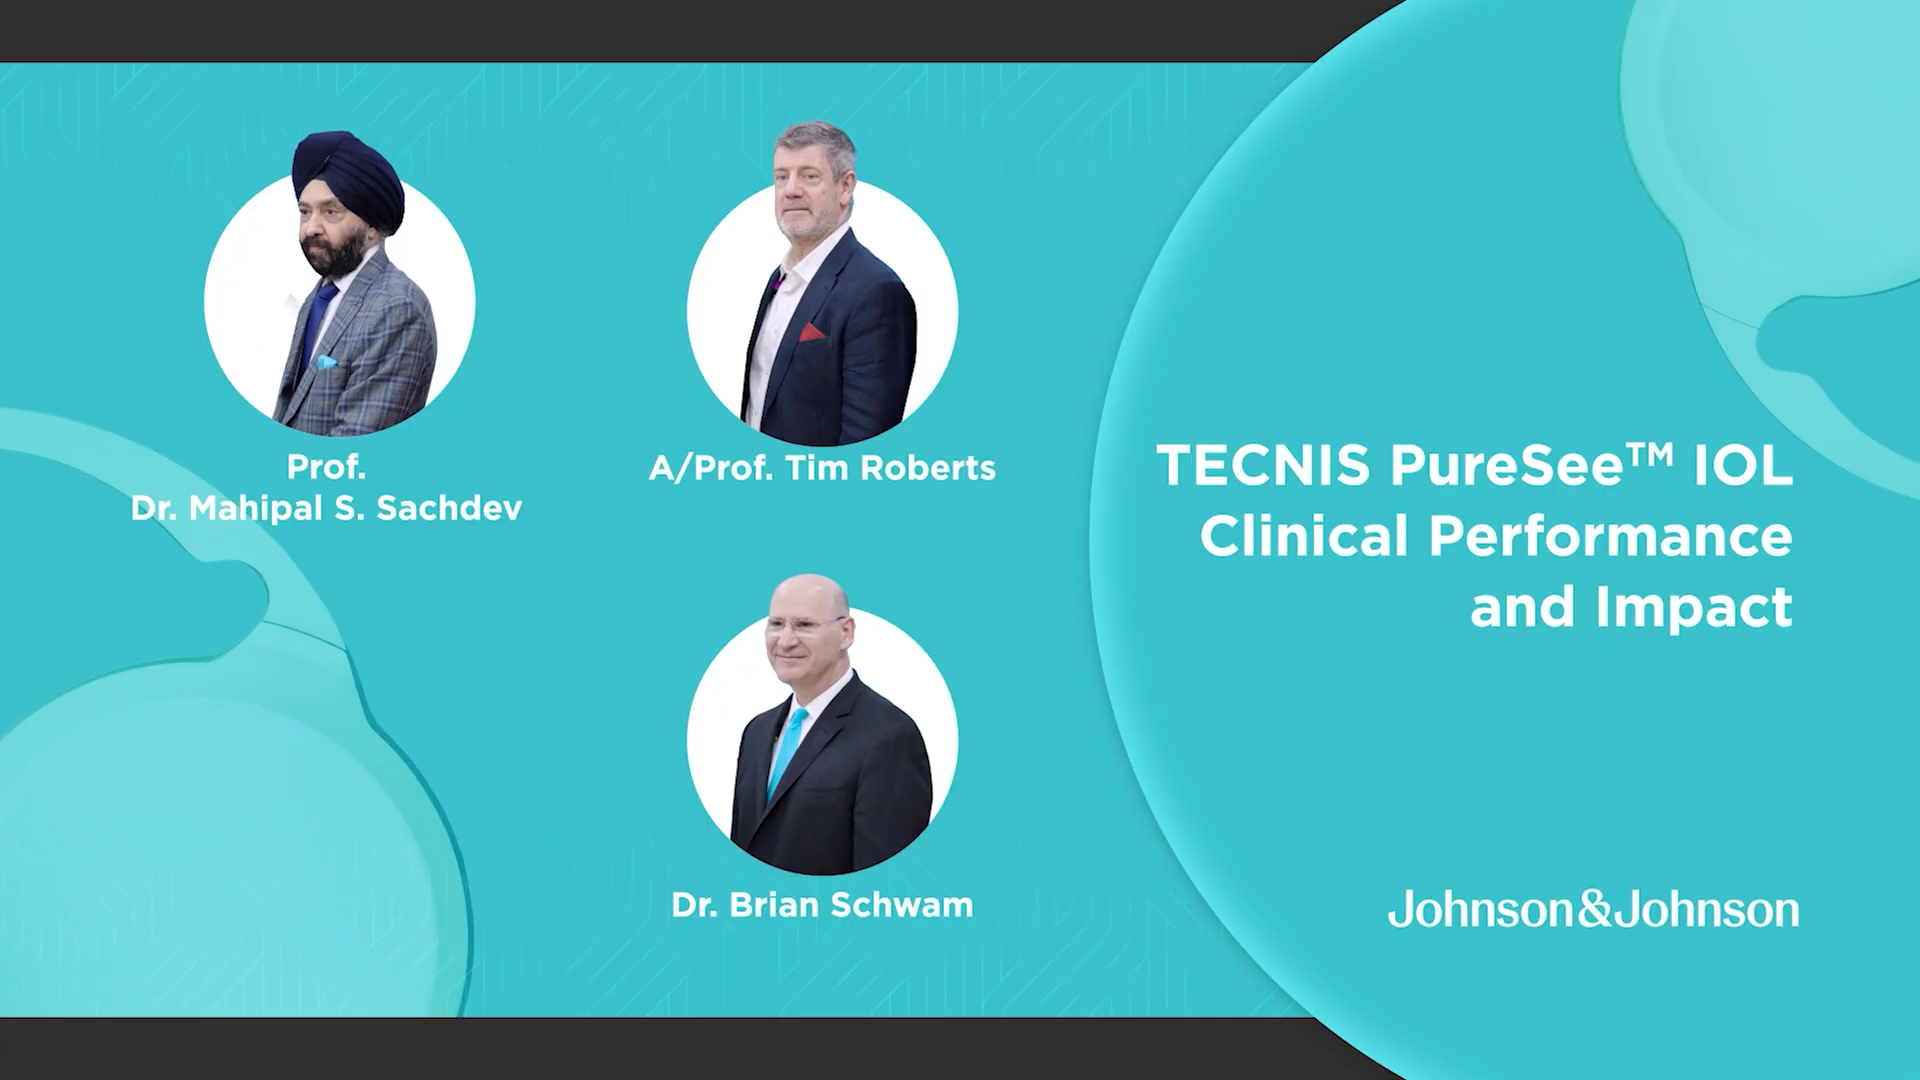 Prof.
Dr. Mahipal S. Sachdev
A/Prof. Tim Roberts
Dr. Brian Schwam
TECNIS PureSee™ IOL
Clinical Performance
and Impact
Johnson&Johnson